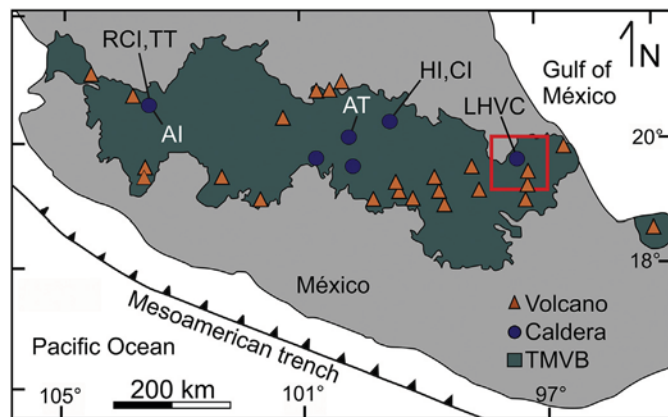 RCI,TT
HI,CI
N
Gulf of
México
AI
AT
LHVC
20°
18°
México
Mesoamerican trench
Pacific Ocean
Volcano
Caldera
TMVB
105°
200 km
101°
97°